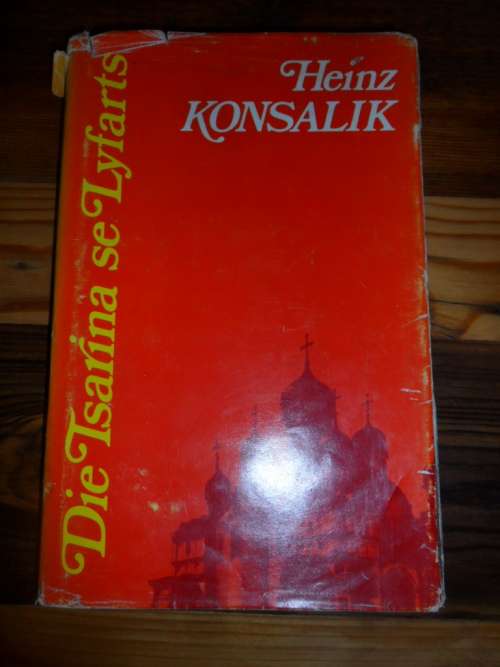 Heinz
KONSALIK
Die Tsarina se Lyfarts